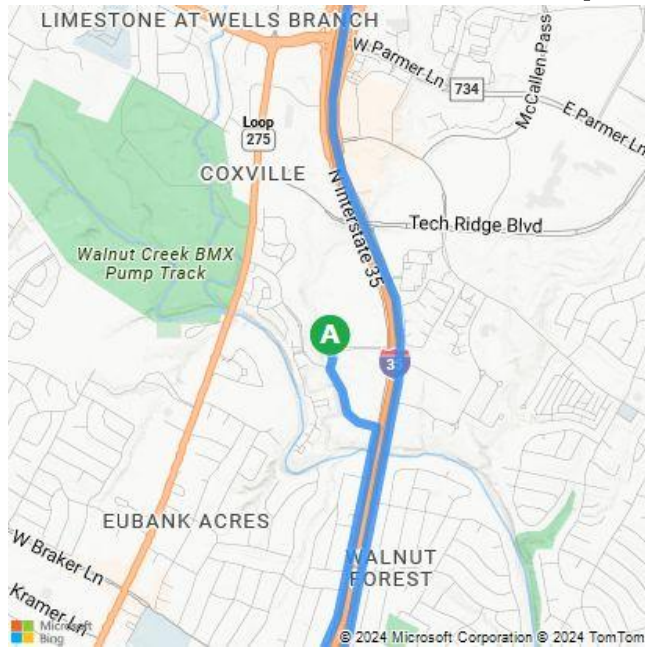 LIMESTONE AT WELLS BRANCH
W Parmer Ln
McCallen Pass
734
E Parmer Ln
Loop
275
COXVILLE
N Interstate 35
Tech Ridge Blvd
Walnut Creek BMX
Pump Track
A
35
EUBANK ACRES
W Braker Ln
WALNUT
FOREST
Kramer Ln
Microsoft
Bing
© 2024 Microsoft Corporation © 2024 TomTom